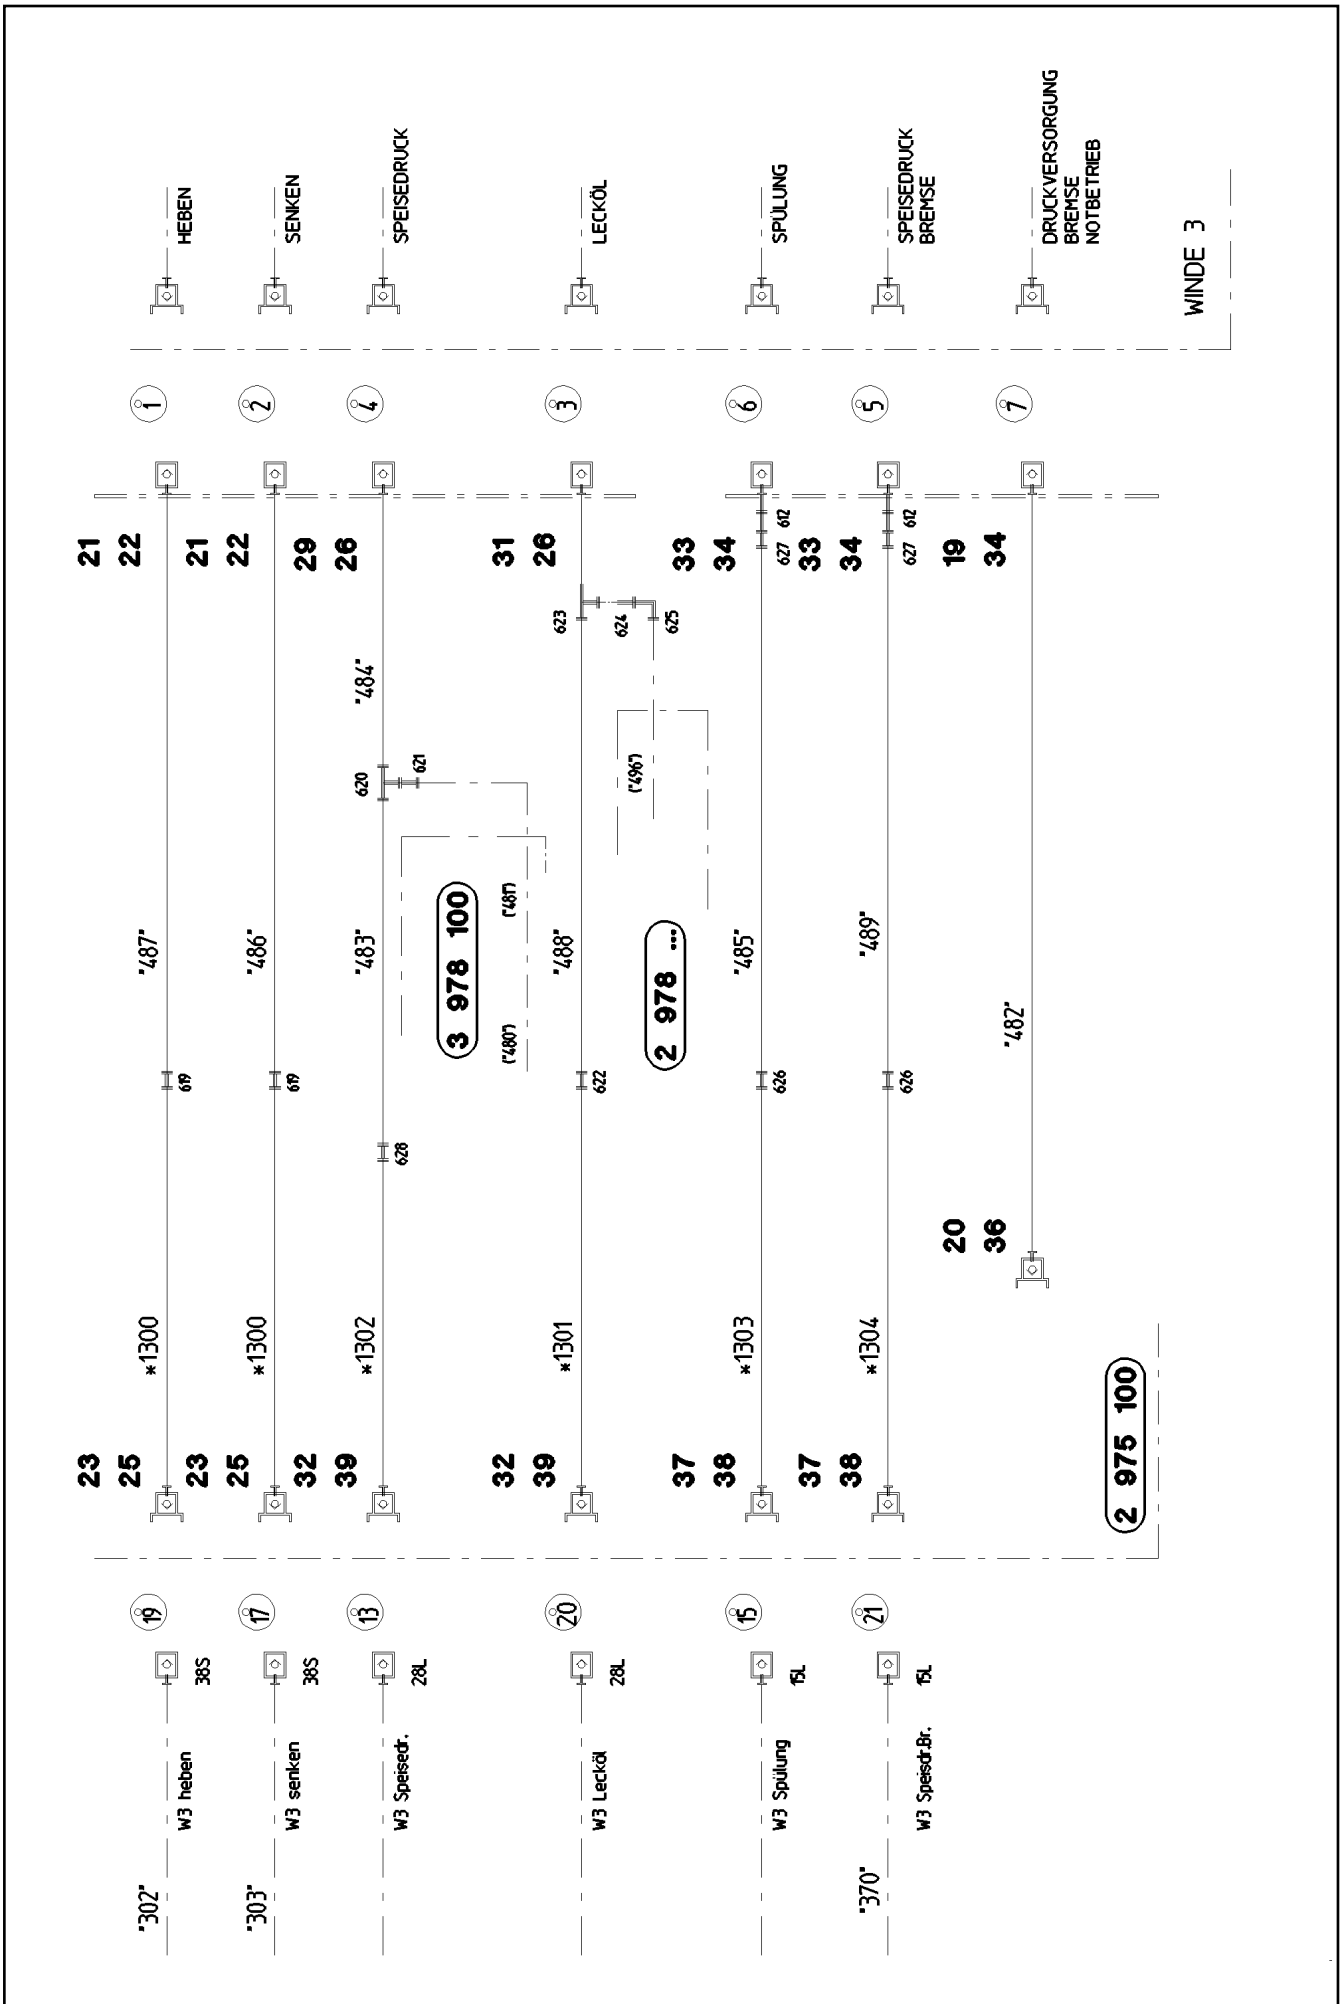 HEBEN
SENKEN
SPEISEDRUCK
LECKÖL
SPÜLUNG
SPEISEDRUCK
BREMSE
DRUCKVERSORGUNG
BREMSE
NOTBETRIEB
WINDE 3
1
2
4
3
6
5
7
21
22
21
22
29
26
31
26
33
34
33
34
19
34
612
627
612
627
623
624
625
"484"
620
621
("496")
"487"
"486"
"483"
3 978 100
("481")
("480")
"488"
2 978 ...
"485"
"489"
"482"
619
619
628
622
626
626
20
36
*1300
*1300
*1302
*1301
*1303
*1304
23
25
23
25
32
39
32
39
37
38
37
38
2 975 100
19
17
13
20
15
21
38S
38S
28L
28L
15L
15L
W3 heben
W3 senken
W3 Speisedr.
W3 Lecköl
W3 Spülung
W3 Speisdr.Br.
"302"
"303"
"370"